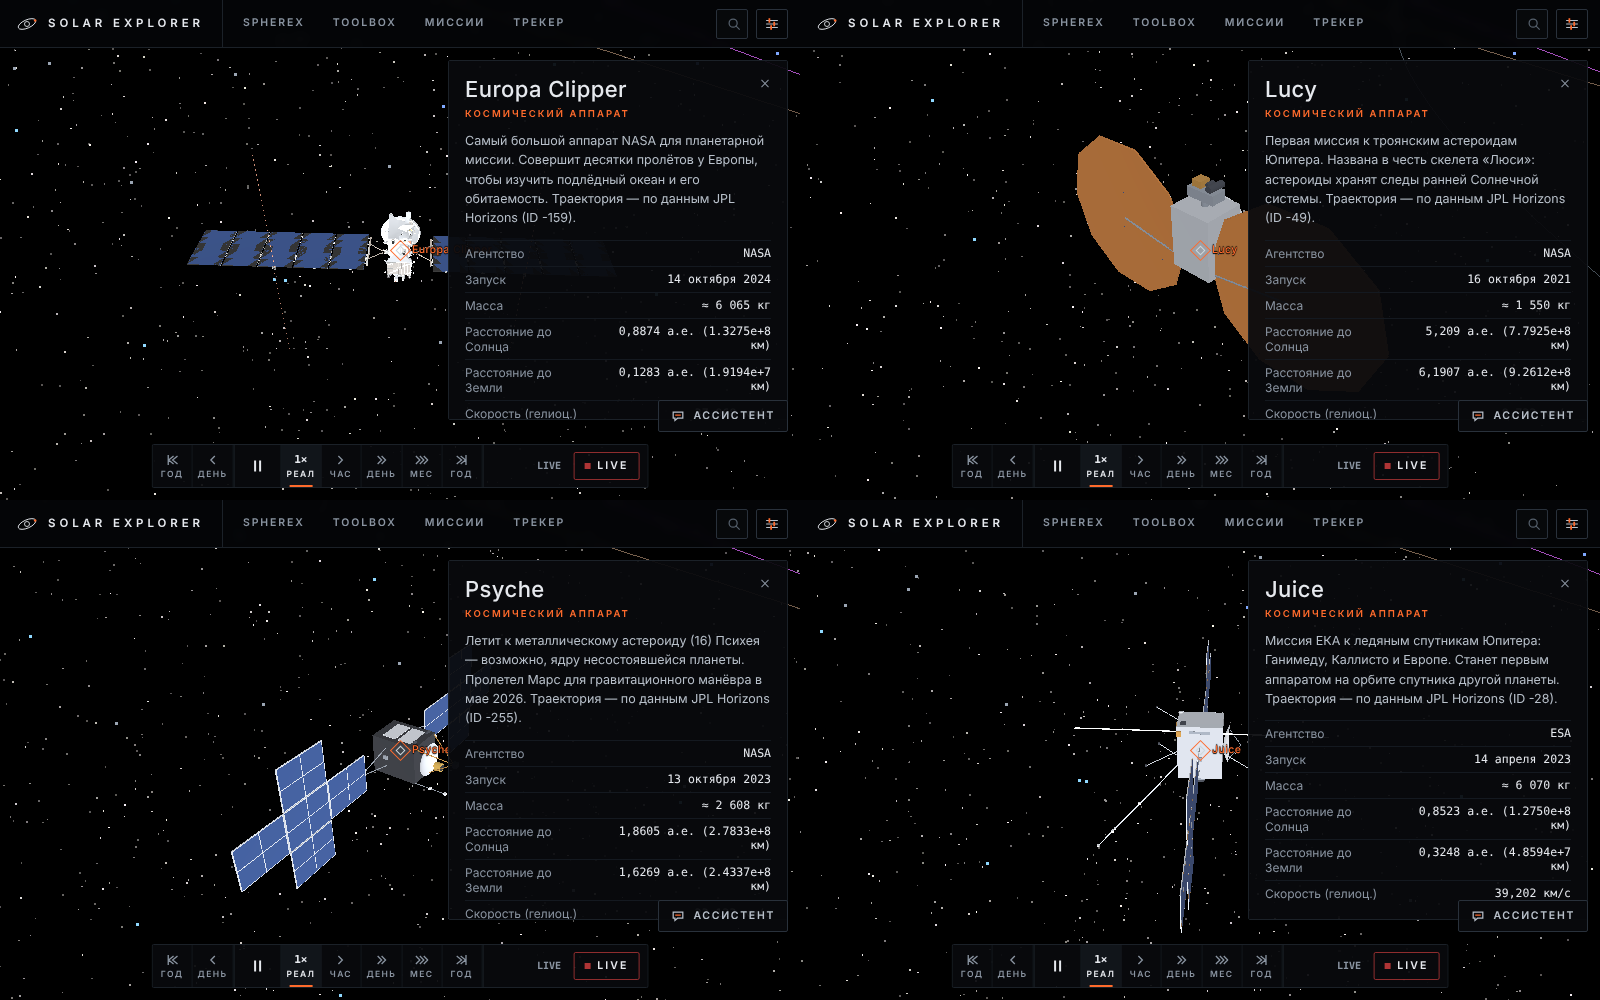 SOLAR EXPLORER
SPHEREX TOOLBOX МИССИИ ТРЕКЕР
Europa Clipper
КОСМИЧЕСКИЙ АППАРАТ
Самый большой аппарат NASA для планетарной
миссии. Совершит десятки пролётов у Европы,
чтобы изучить подлёдный океан и его
обитаемость. Траектория — по данным JPL
Horizons (ID -159).
Europa
Агентство NASA
Запуск 14 октября 2024
Масса ≈ 6 065 кг
Расстояние до Солнца 0,8874 а.е. (1.3275e+8 км)
Расстояние до Земли 0,1283 а.е. (1.9194e+7 км)
Скорость (гелиоц.)
АССИСТЕНТ
ГОД ДЕНЬ 1× РЕАЛ ЧАС ДЕНЬ МЕС ГОД LIVE LIVE
SOLAR EXPLORER
SPHEREX TOOLBOX МИССИИ ТРЕКЕР
Lucy
КОСМИЧЕСКИЙ АППАРАТ
Первая миссия к троянским астероидам
Юпитера. Названа в честь скелета «Люси»:
астероиды хранят следы ранней Солнечной
системы. Траектория — по данным JPL Horizons
(ID -49).
Lucy
Агентство NASA
Запуск 16 октября 2021
Масса ≈ 1 550 кг
Расстояние до Солнца 5,209 а.е. (7.7925e+8 км)
Расстояние до Земли 6,1907 а.е. (9.2612e+8 км)
Скорость (гелиоц.)
АССИСТЕНТ
ГОД ДЕНЬ 1× РЕАЛ ЧАС ДЕНЬ МЕС ГОД LIVE LIVE
SOLAR EXPLORER
SPHEREX TOOLBOX МИССИИ ТРЕКЕР
Psyche
КОСМИЧЕСКИЙ АППАРАТ
Летит к металлическому астероиду (16) Психея
— возможно, ядру несостоявшейся планеты.
Пролетел Марс для гравитационного манёвра в
мае 2026. Траектория — по данным JPL Horizons
(ID -255).
Psyche
Агентство NASA
Запуск 13 октября 2023
Масса ≈ 2 608 кг
Расстояние до Солнца 1,8605 а.е. (2.7833e+8 км)
Расстояние до Земли 1,6269 а.е. (2.4337e+8 км)
Скорость (гелиоц.)
АССИСТЕНТ
ГОД ДЕНЬ 1× РЕАЛ ЧАС ДЕНЬ МЕС ГОД LIVE LIVE
SOLAR EXPLORER
SPHEREX TOOLBOX МИССИИ ТРЕКЕР
Juice
КОСМИЧЕСКИЙ АППАРАТ
Миссия ЕКА к ледяным спутникам Юпитера:
Ганимеду, Каллисто и Европе. Станет первым
аппаратом на орбите спутника другой планеты.
Траектория — по данным JPL Horizons (ID -28).
Juice
Агентство ESA
Запуск 14 апреля 2023
Масса ≈ 6 070 кг
Расстояние до Солнца 0,8523 а.е. (1.2750e+8 км)
Расстояние до Земли 0,3248 а.е. (4.8594e+7 км)
Скорость (гелиоц.) 39,202 км/с
АССИСТЕНТ
ГОД ДЕНЬ 1× РЕАЛ ЧАС ДЕНЬ МЕС ГОД LIVE LIVE